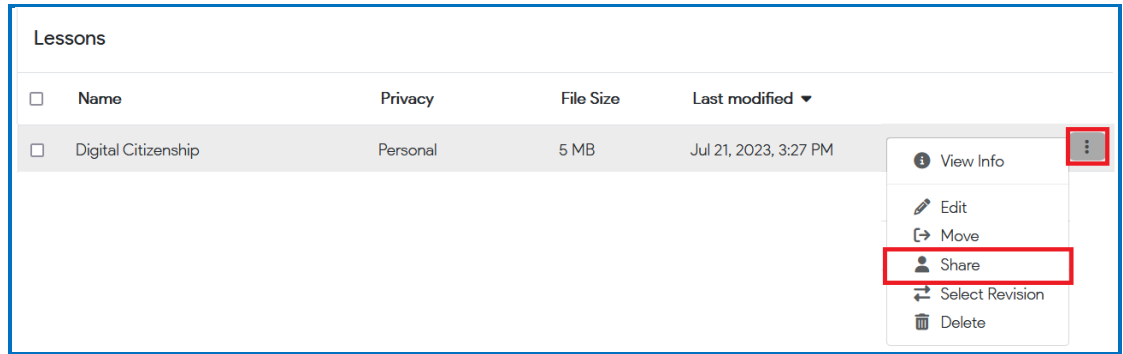 Lessons
Name Privacy File Size Last modified
Digital Citizenship Personal 5 MB Jul 21, 2023, 3:27 PM
View Info
Edit
Move
Share
Select Revision
Delete